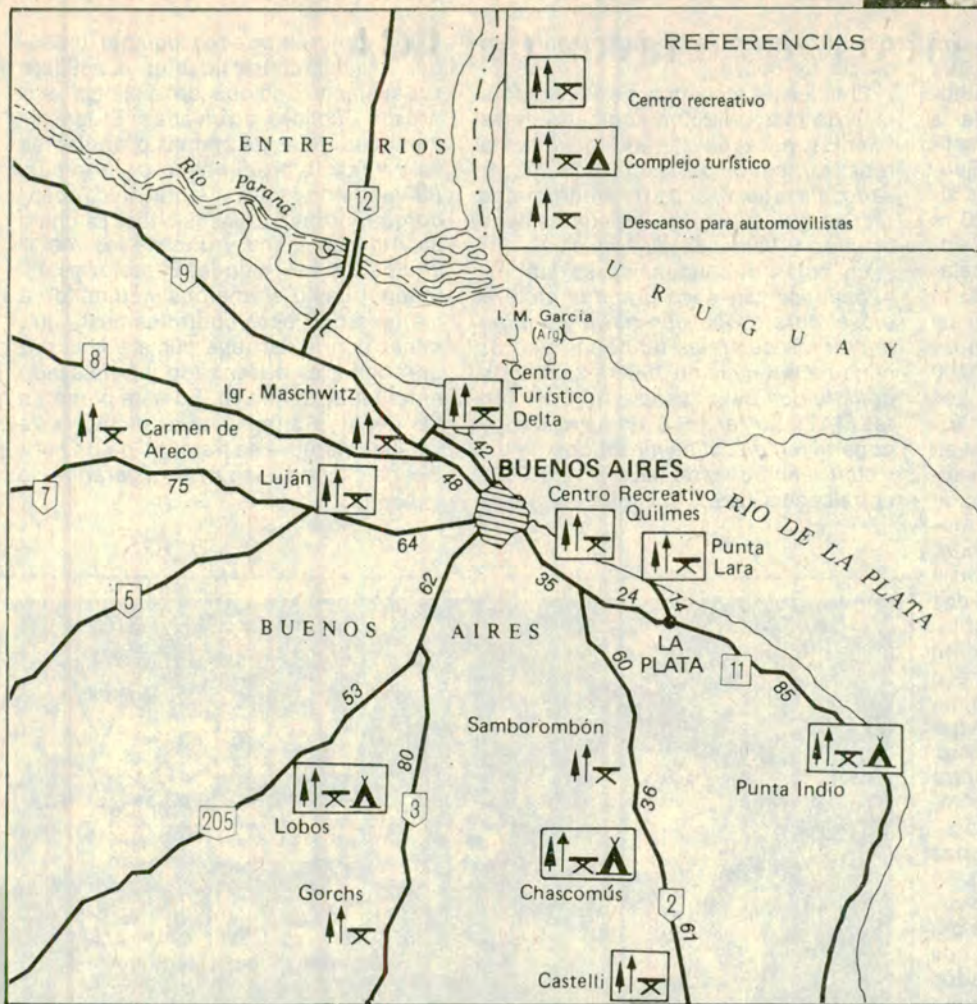 REFERENCIAS
Centro recreativo
Complejo turístico
Descanso para automovilistas
ENTRE RIOS
Río Paraná
12
9
8
URUGUAY
I. M. García
(Arg)
Centro
Turístico
Delta
Igr. Maschwitz
Carmen de
Areco
42
48
BUENOS AIRES
7
75
Luján
64
Centro Recreativo
Quilmes
RIO DE LA PLATA
Punta
Lara
62
35
24
14
5
BUENOS AIRES
LA
PLATA
60
11
85
53
80
Samborombón
36
Punta Indio
205
Lobos
3
Gorchs
Chascomús
2
61
Castelli